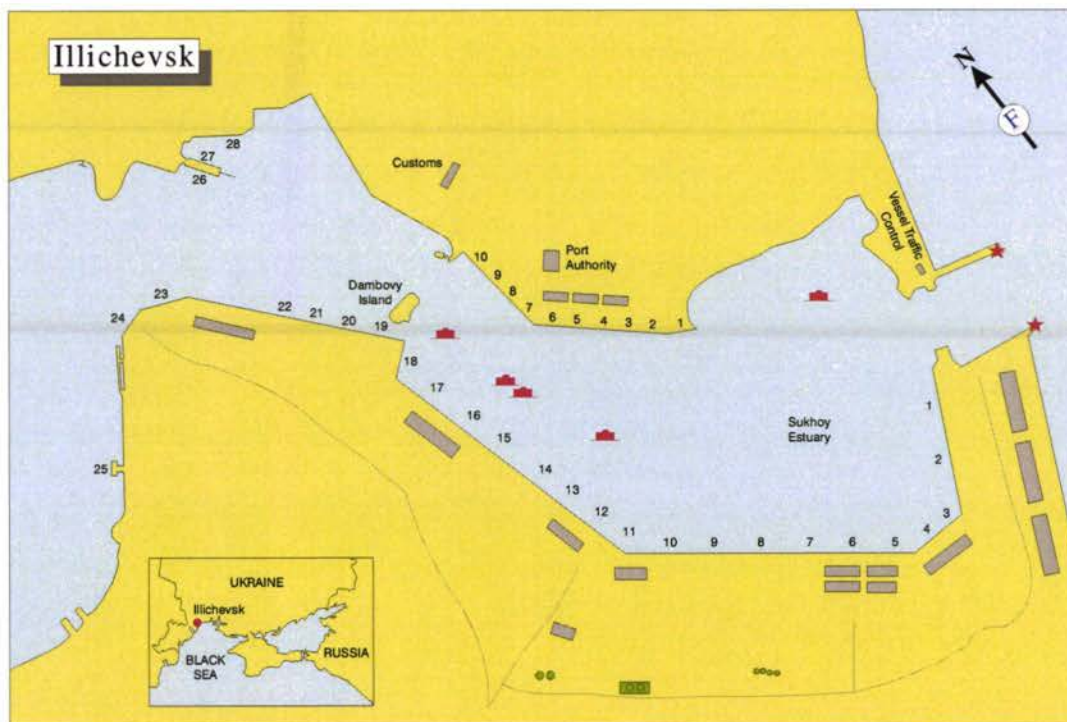 Illichevsk
N
F
28
27
26
Customs
Vessel Traffic
Control
10
9
8
7
Port
Authority
6
5
4
3
2
1
Dambovy
Island
23
22
21
20
19
24
18
17
16
15
14
13
12
11
25
Sukhoy
Estuary
1
2
3
4
10
9
8
7
6
5
UKRAINE
Illichevsk
BLACK
SEA
RUSSIA